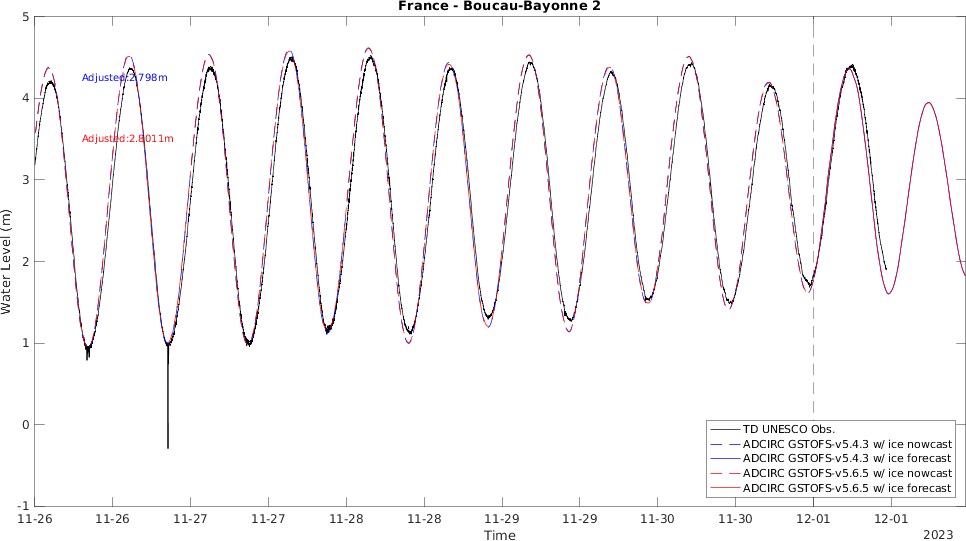 France - Boucau-Bayonne 2
5
4
3
2
1
0
-1
Water Level (m)
Adjusted:2.798m
Adjusted:2.8011m
TD UNESCO Obs.
ADCIRC GSTOFS-v5.4.3 w/ ice nowcast
ADCIRC GSTOFS-v5.4.3 w/ ice forecast
ADCIRC GSTOFS-v5.6.5 w/ ice nowcast
ADCIRC GSTOFS-v5.6.5 w/ ice forecast
11-26 11-26 11-27 11-27 11-28 11-28 11-29 11-29 11-30 11-30 12-01 12-01
Time
2023